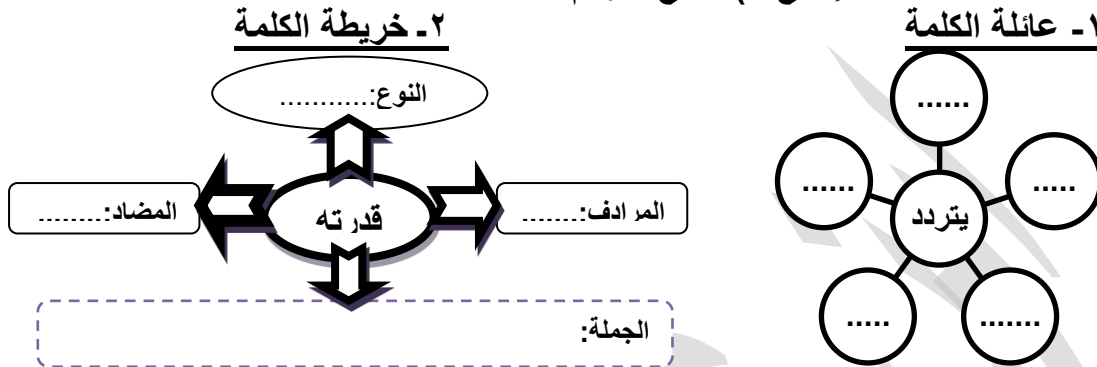 ١- عائلة الكلمة
٢- خريطة الكلمة
......
......
.....
يتردد
.....
.......
النوع:...........
المرادف:.......
قدرته
المضاد:........
الجملة: